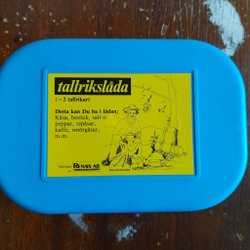 tallrikslåda
(= 2 tallrikar)
Detta kan Du ha i lådan:
Kåsa, bestick, salt o.
peppar, tepåsar,
kaffe, smörgåsar,
m.m.
RENAS AB